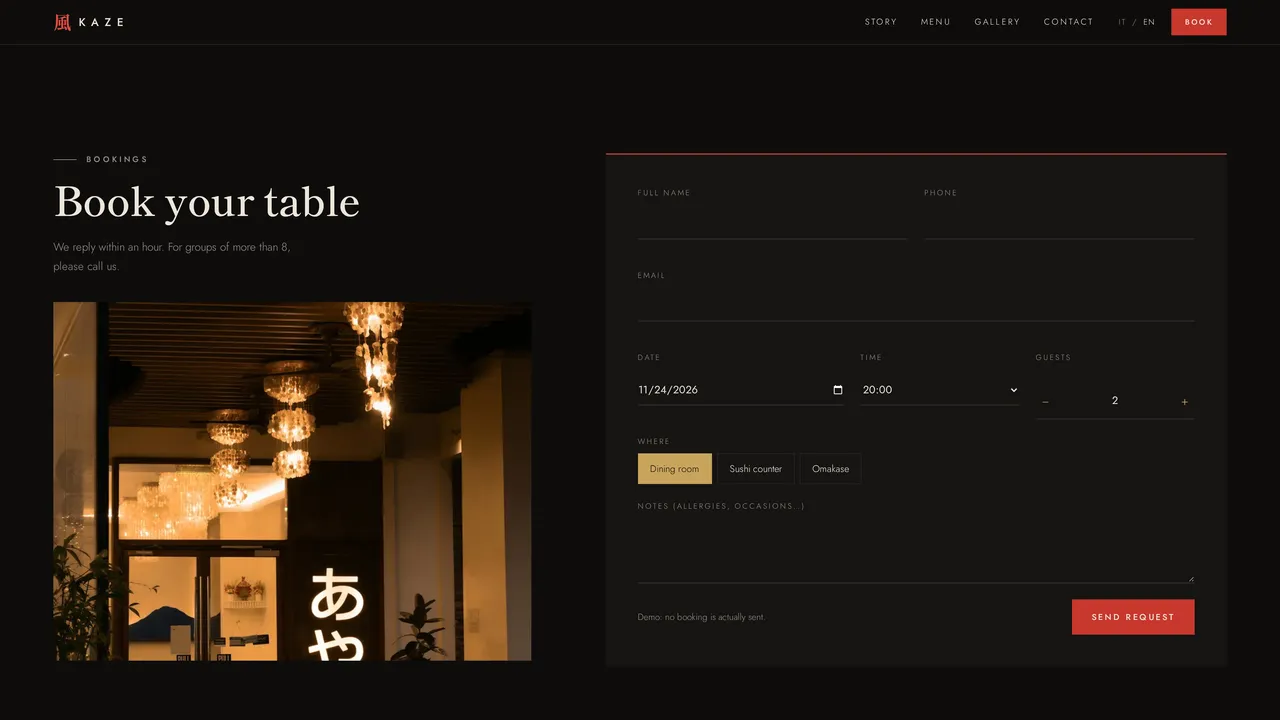 風 KAZE
STORY MENU GALLERY CONTACT IT / EN BOOK
BOOKINGS
Book your table
We reply within an hour. For groups of more than 8,
please call us.
あや
FULL NAME PHONE
EMAIL
DATE TIME GUESTS
11/24/2026 20:00 − 2 +
WHERE
Dining room Sushi counter Omakase
NOTES (ALLERGIES, OCCASIONS...)
Demo: no booking is actually sent. SEND REQUEST